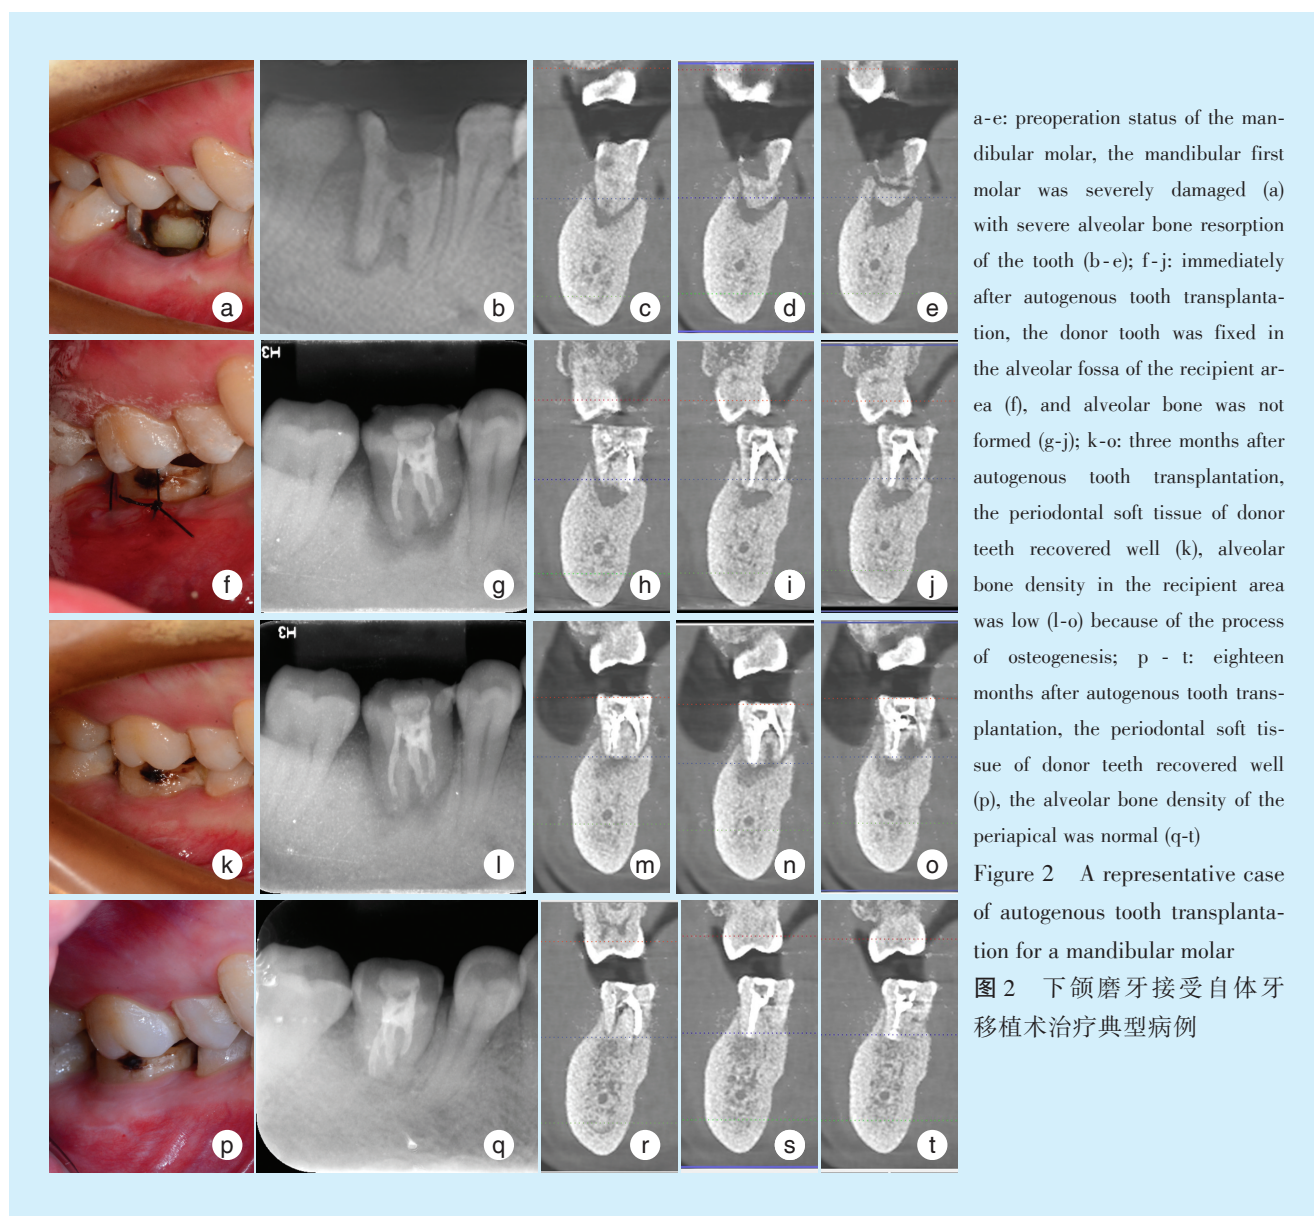 a
b
c
d
e
H3
f
g
h
i
j
H3
k
l
m
n
o
p
q
r
s
t
a-e: preoperation status of the man-
dibular molar, the mandibular first
molar was severely damaged (a)
with severe alveolar bone resorption
of the tooth (b-e); f-j: immediately
after autogenous tooth transplanta-
tion, the donor tooth was fixed in
the alveolar fossa of the recipient ar-
ea (f), and alveolar bone was not
formed (g-j); k-o: three months after
autogenous tooth transplantation,
the periodontal soft tissue of donor
teeth recovered well (k), alveolar
bone density in the recipient area
was low (l-o) because of the process
of osteogenesis; p - t: eighteen
months after autogenous tooth trans-
plantation, the periodontal soft tis-
sue of donor teeth recovered well
(p), the alveolar bone density of the
periapical was normal (q-t)
Figure 2 A representative case
of autogenous tooth transplanta-
tion for a mandibular molar
图2 下颌磨牙接受自体牙
移植术治疗典型病例